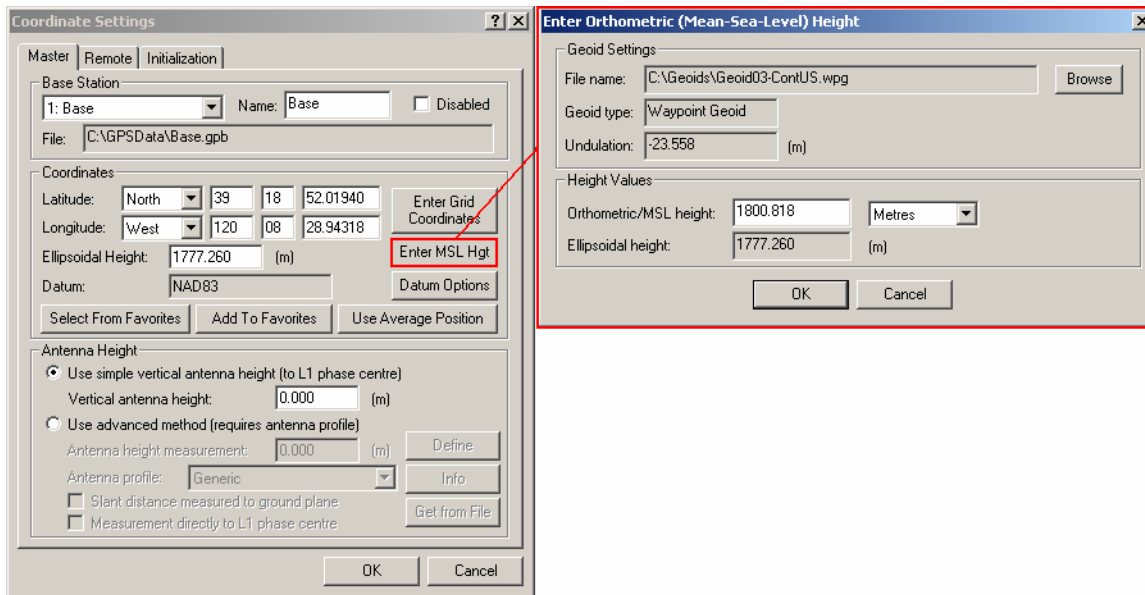 Coordinate Settings
Master Remote Initialization
Base Station
1: Base Name: Base Disabled
File: C:\GPSData\Base.gpb
Coordinates
Latitude: North 39 18 52.01940
Longitude: West 120 08 28.94318
Enter Grid
Coordinates
Ellipsoidal Height: 1777.260 (m) Enter MSL Hgt
Datum: NAD83 Datum Options
Select From Favorites Add To Favorites Use Average Position
Antenna Height
Use simple vertical antenna height (to L1 phase centre)
Vertical antenna height: 0.000 (m)
Use advanced method (requires antenna profile)
Antenna height measurement: 0.000 (m) Define
Antenna profile: Generic Info
Slant distance measured to ground plane
Measurement directly to L1 phase centre
Get from File
OK Cancel
Enter Orthometric (Mean-Sea-Level) Height
Geoid Settings
File name: C:\Geoids\Geoid03-ContUS.wpg Browse
Geoid type: Waypoint Geoid
Undulation: -23.558 (m)
Height Values
Orthometric/MSL height: 1800.818 Metres
Ellipsoidal height: 1777.260 (m)
OK Cancel